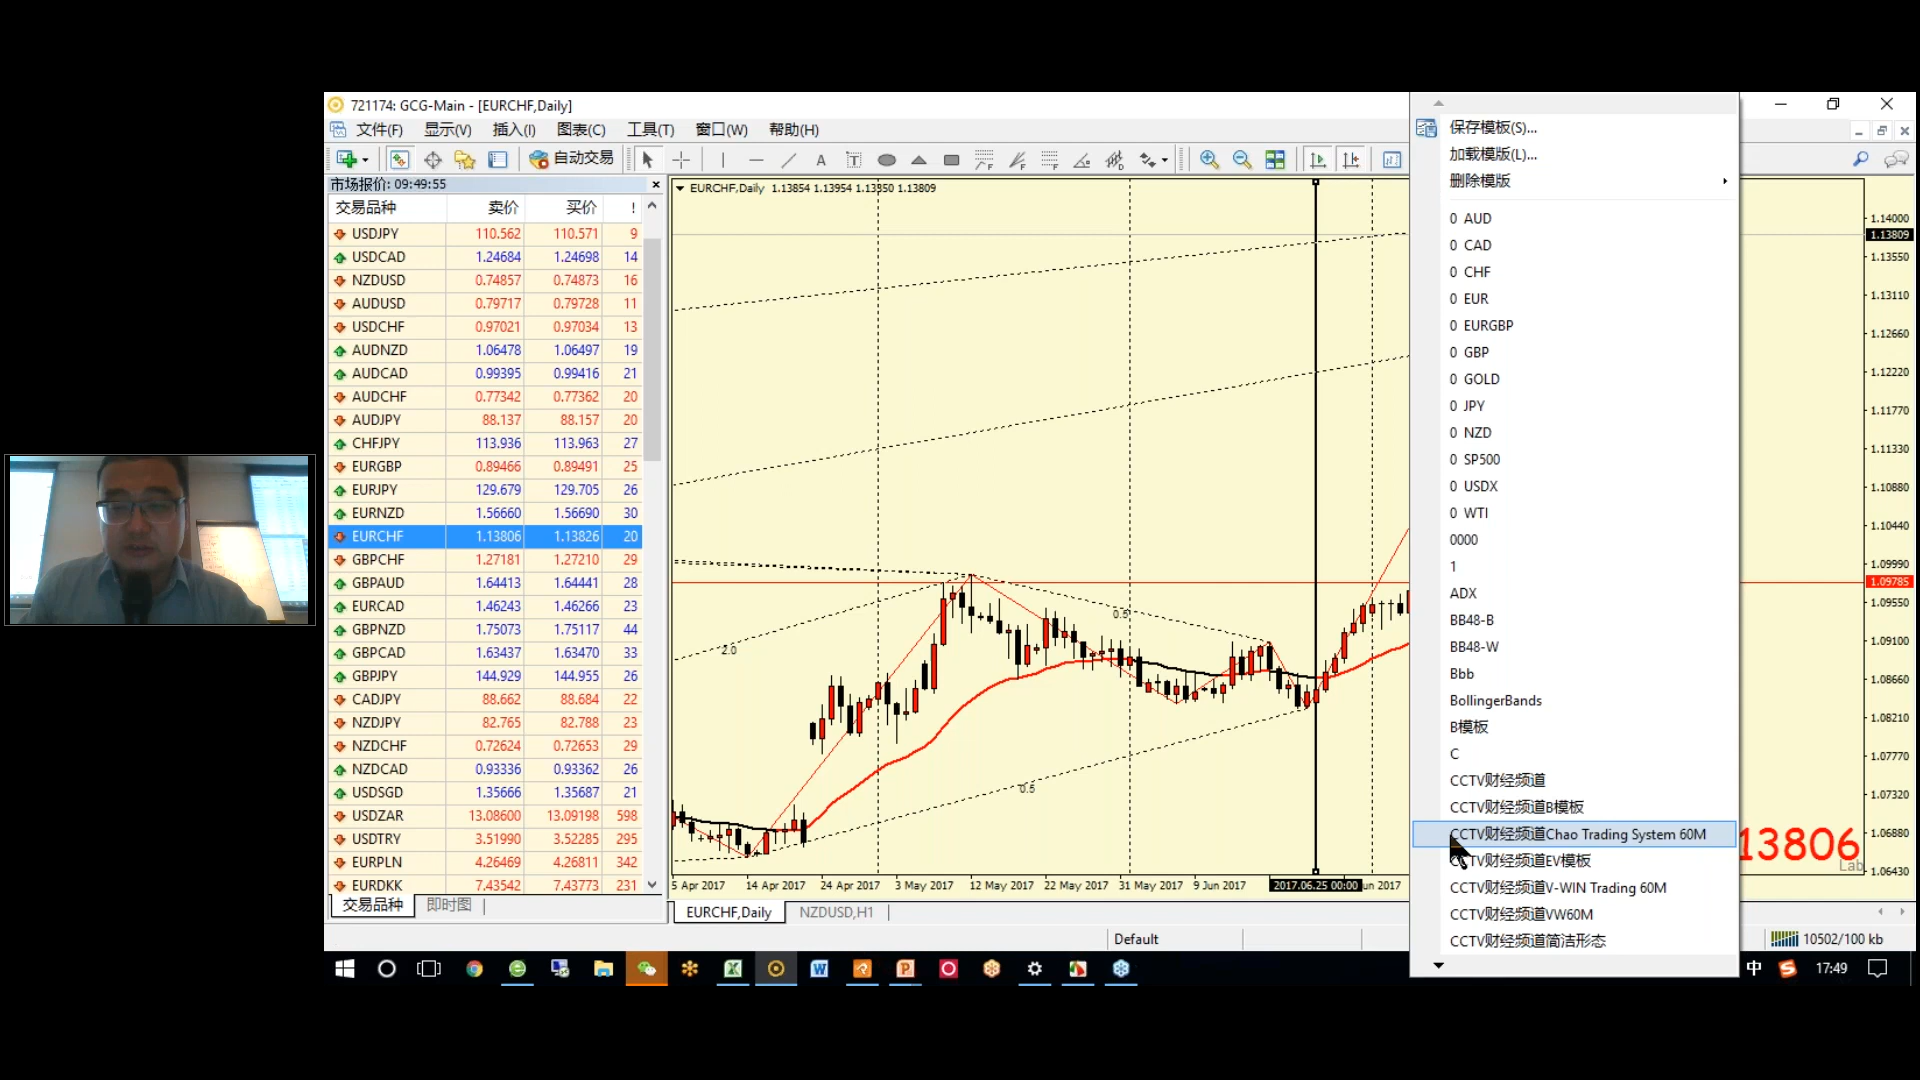 721174: GCG-Main - [EURCHF,Daily]
文件(F) 显示(V) 插入(I) 图表(C) 工具(T) 窗口(W) 帮助(H)
自动交易
市场报价: 09:49:55
交易品种 卖价 买价 !
USDJPY 110.562 110.571 9
USDCAD 1.24684 1.24698 14
NZDUSD 0.74857 0.74873 16
AUDUSD 0.79717 0.79728 11
USDCHF 0.97021 0.97034 13
AUDNZD 1.06478 1.06497 19
AUDCAD 0.99395 0.99416 21
AUDCHF 0.77342 0.77362 20
AUDJPY 88.137 88.157 20
CHFJPY 113.936 113.963 27
EURGBP 0.89466 0.89491 25
EURJPY 129.679 129.705 26
EURNZD 1.56660 1.56690 30
EURCHF 1.13806 1.13826 20
GBPCHF 1.27181 1.27210 29
GBPAUD 1.64413 1.64441 28
EURCAD 1.46243 1.46266 23
GBPNZD 1.75073 1.75117 44
GBPCAD 1.63437 1.63470 33
GBPJPY 144.929 144.955 26
CADJPY 88.662 88.684 22
NZDJPY 82.765 82.788 23
NZDCHF 0.72624 0.72653 29
NZDCAD 0.93336 0.93362 26
USDSGD 1.35666 1.35687 21
USDZAR 13.08600 13.09198 598
USDTRY 3.51990 3.52285 295
EURPLN 4.26469 4.26811 342
EURDKK 7.43542 7.43773 231
交易品种 即时图
EURCHF,Daily 1.13854 1.13954 1.13350 1.13809
0.5
2.0
0.5
5 Apr 2017 14 Apr 2017 24 Apr 2017 3 May 2017 12 May 2017 22 May 2017 31 May 2017 9 Jun 2017 2017.06.25 00:00 un 2017
EURCHF,Daily NZDUSD,H1
Default
保存模板(S)...
加载模版(L)...
删除模版
0 AUD
0 CAD
0 CHF
0 EUR
0 EURGBP
0 GBP
0 GOLD
0 JPY
0 NZD
0 SP500
0 USDX
0 WTI
0000
1
ADX
BB48-B
BB48-W
Bbb
BollingerBands
B模板
C
CCTV财经频道
CCTV财经频道B模板
CCTV财经频道Chao Trading System 60M
TV财经频道EV模板
CCTV财经频道V-WIN Trading 60M
CCTV财经频道VW60M
CCTV财经频道简洁形态
1.14000
1.13809
1.13550
1.13110
1.12660
1.12220
1.11770
1.11330
1.10880
1.10440
1.09990
1.09785
1.09550
1.09100
1.08660
1.08210
1.07770
1.07320
1.06880
1.06430
13806
Lab
10502/100 kb
中 17:49